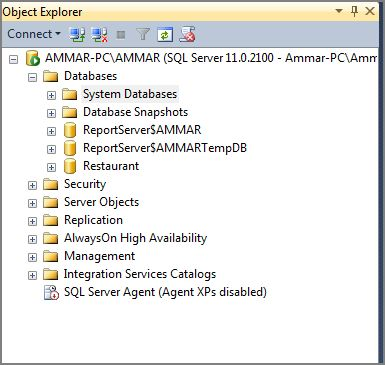 Object Explorer
Connect
AMMAR-PC\AMMAR (SQL Server 11.0.2100 - Ammar-PC\Amm
Databases
System Databases
Database Snapshots
ReportServer$AMMAR
ReportServer$AMMARTempDB
Restaurant
Security
Server Objects
Replication
AlwaysOn High Availability
Management
Integration Services Catalogs
SQL Server Agent (Agent XPs disabled)